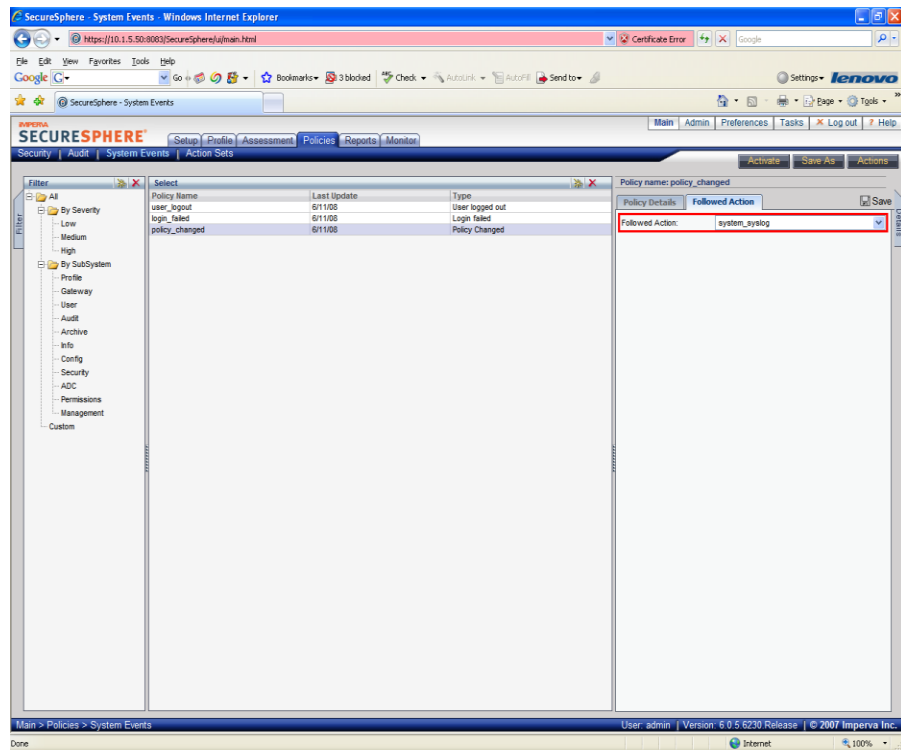 SecureSphere - System Events - Windows Internet Explorer
https://10.1.5.50:8083/SecureSphere/ui/main.html
Certificate Error
Google
File Edit View Favorites Tools Help
Google G Go Bookmarks 3 blocked Check AutoLink AutoFill Send to Settings lenovo
SecureSphere - System Events
Page Tools
IMPERVA
SECURESPHERE
Main Admin Preferences Tasks Log out ? Help
Setup Profile Assessment Policies Reports Monitor
Security | Audit | System Events | Action Sets
Activate Save As Actions
Filter
All
By Severity
Low
Medium
High
By SubSystem
Profile
Gateway
User
Audit
Archive
Info
Config
Security
ADC
Permissions
Management
Custom
Filter
Select
Policy Name Last Update Type
user_logout 6/11/08 User logged out
login_failed 6/11/08 Login failed
policy_changed 6/11/08 Policy Changed
Policy name: policy_changed
Policy Details Followed Action Save
Followed Action: system_syslog
Details
Main > Policies > System Events
User: admin | Version: 6.0.5.6230 Release | © 2007 Imperva Inc.
Done
Internet
100%